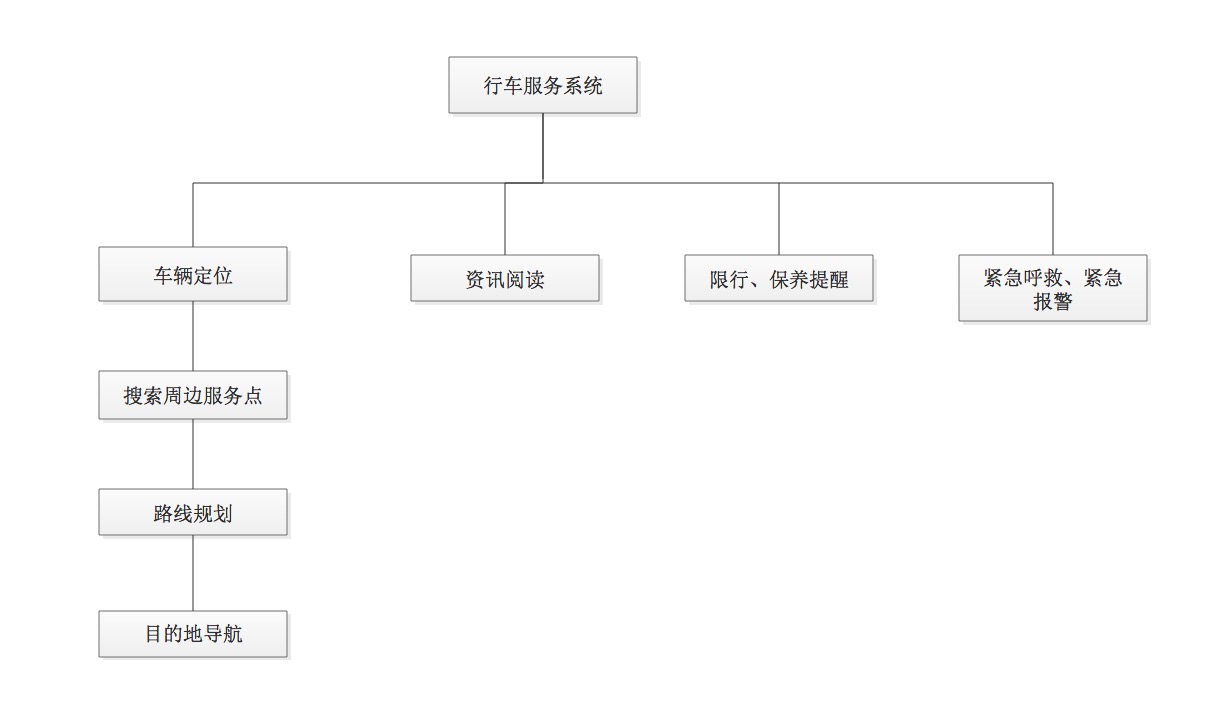 行车服务系统
车辆定位
资讯阅读
限行、保养提醒
紧急呼救、紧急
报警
搜索周边服务点
路线规划
目的地导航